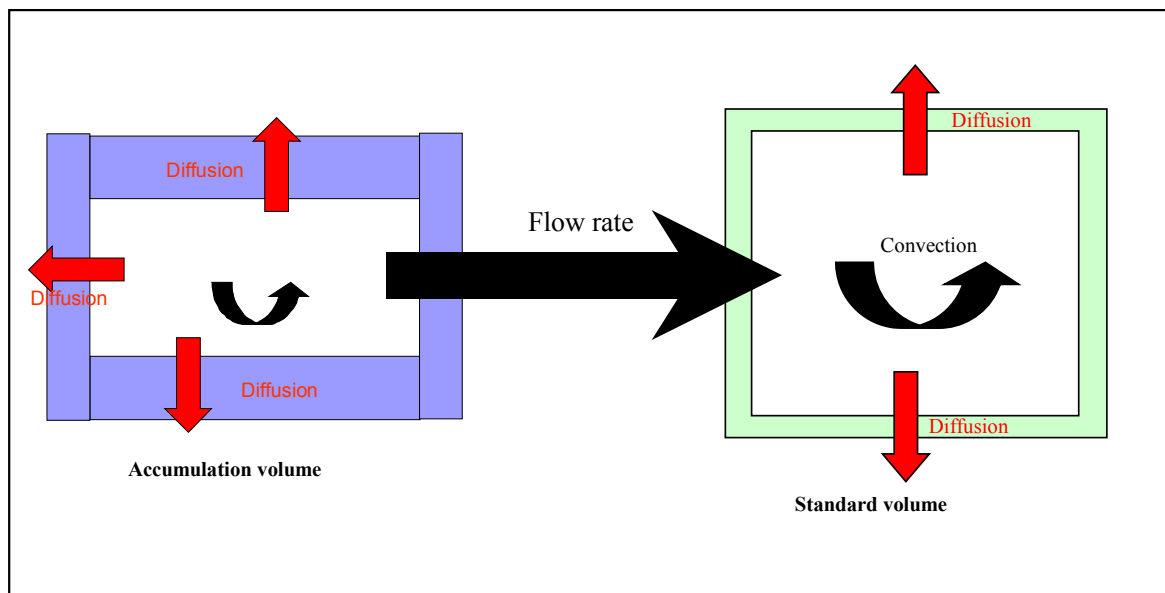 Diffusion
Diffusion
Flow rate
Convection
Diffusion
Diffusion
Diffusion
Accumulation volume
Standard volume